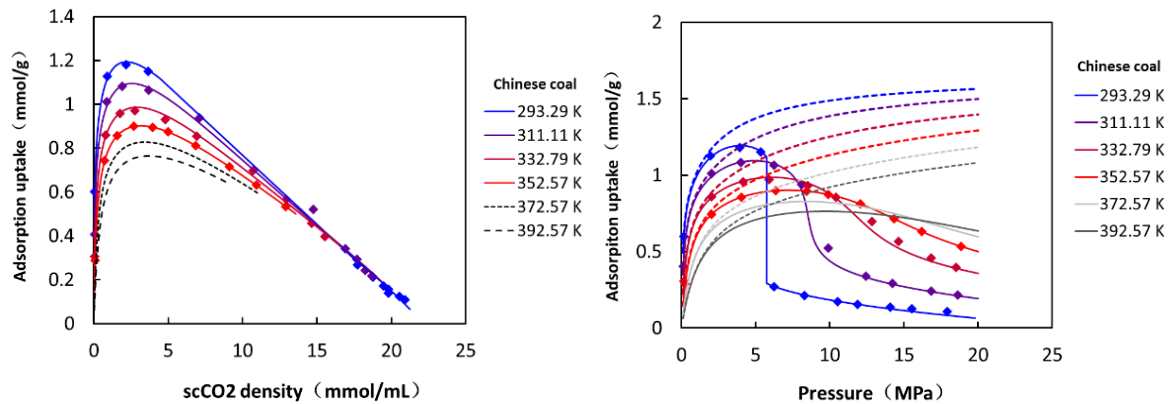 Adsorption uptake（mmol/g）
1.4
1.2
1
0.8
0.6
0.4
0.2
0
0 5 10 15 20 25
scCO2 density（mmol/mL）
Chinese coal
293.29 K
311.11 K
332.79 K
352.57 K
372.57 K
392.57 K
Adsorpiton uptake（mmol/g）
2
1.5
1
0.5
0
0 5 10 15 20 25
Pressure（MPa）
Chinese coal
293.29 K
311.11 K
332.79 K
352.57 K
372.57 K
392.57 K